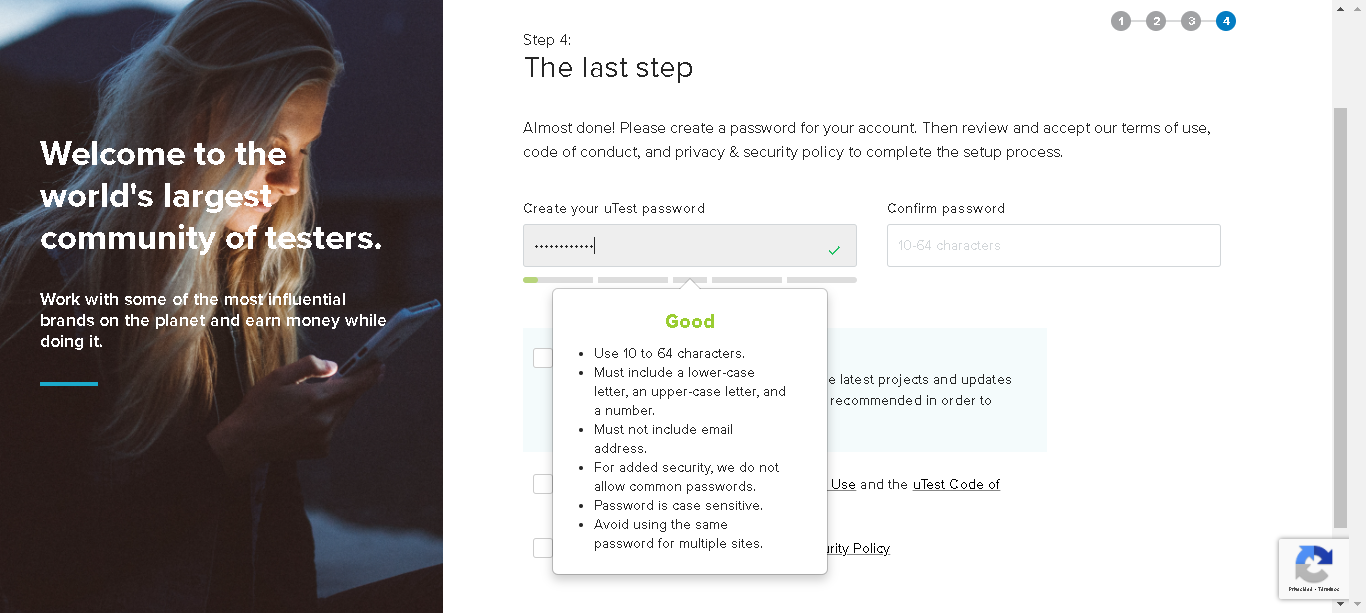 1 2 3 4
Step 4:
The last step
Almost done! Please create a password for your account. Then review and accept our terms of use,
code of conduct, and privacy & security policy to complete the setup process.
Welcome to the
world's largest
community of testers.
Work with some of the most influential
brands on the planet and earn money while
doing it.
Create your uTest password
Confirm password
••••••••••••
10-64 characters
Good
• Use 10 to 64 characters.
• Must include a lower-case
letter, an upper-case letter, and
a number.
• Must not include email
address.
• For added security, we do not
allow common passwords.
• Password is case sensitive.
• Avoid using the same
password for multiple sites.
e latest projects and updates
recommended in order to
Use and the uTest Code of
urity Policy